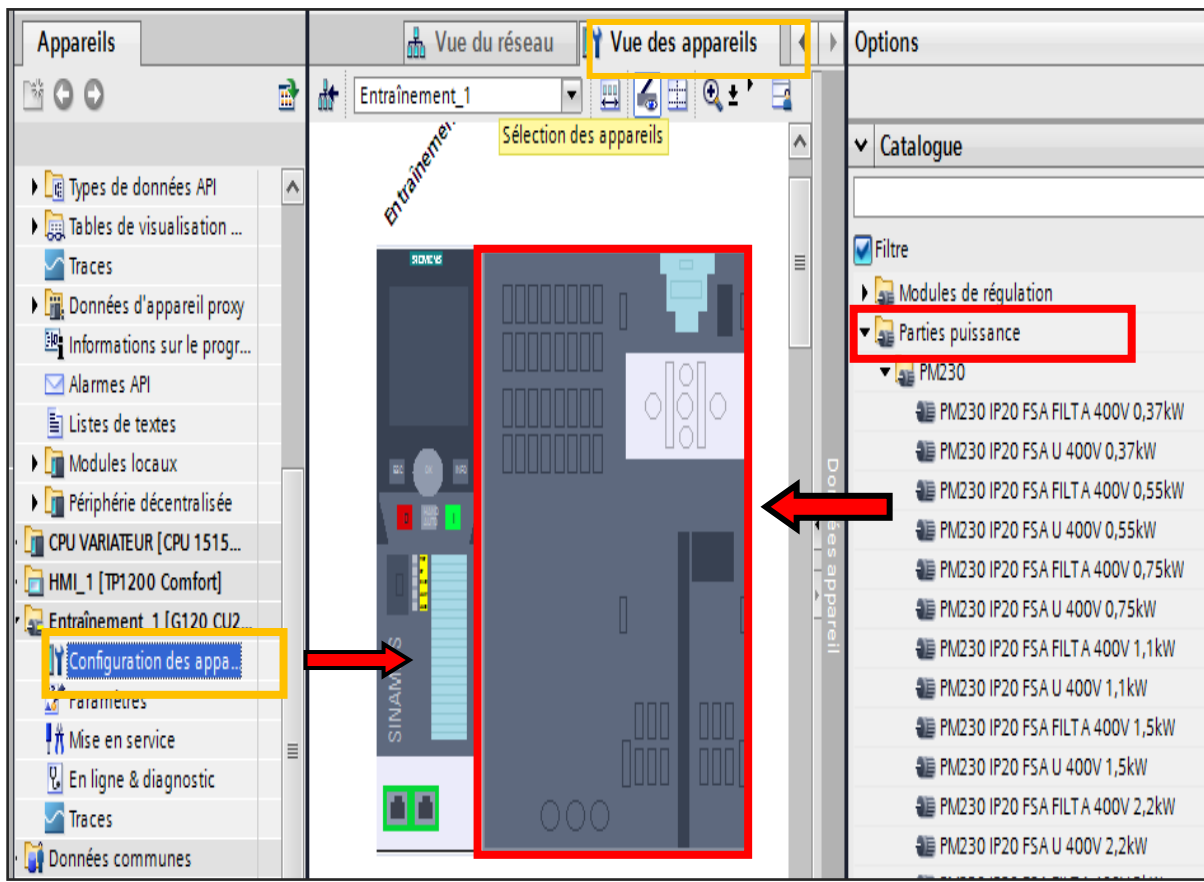 Appareils
Types de données API
Tables de visualisation ...
Traces
Données d'appareil proxy
Informations sur le progr...
Alarmes API
Listes de textes
Modules locaux
Périphérie décentralisée
CPU VARIATEUR [CPU 1515...
HMI_1 [TP1200 Comfort]
Entraînement_1 [G120 CU2...
Configuration des appa...
Paramètres
Mise en service
En ligne & diagnostic
Traces
Données communes
Vue du réseau
Vue des appareils
Entraînement_1
Sélection des appareils
SIEMENS
ESC
OK
INFO
Options
Catalogue
Filtre
Modules de régulation
Parties puissance
PM230
PM230 IP20 FSA FILT A 400V 0,37kW
PM230 IP20 FSA U 400V 0,37kW
PM230 IP20 FSA FILT A 400V 0,55kW
PM230 IP20 FSA U 400V 0,55kW
PM230 IP20 FSA FILT A 400V 0,75kW
PM230 IP20 FSA U 400V 0,75kW
PM230 IP20 FSA FILT A 400V 1,1kW
PM230 IP20 FSA U 400V 1,1kW
PM230 IP20 FSA FILT A 400V 1,5kW
PM230 IP20 FSA U 400V 1,5kW
PM230 IP20 FSA FILT A 400V 2,2kW
PM230 IP20 FSA U 400V 2,2kW